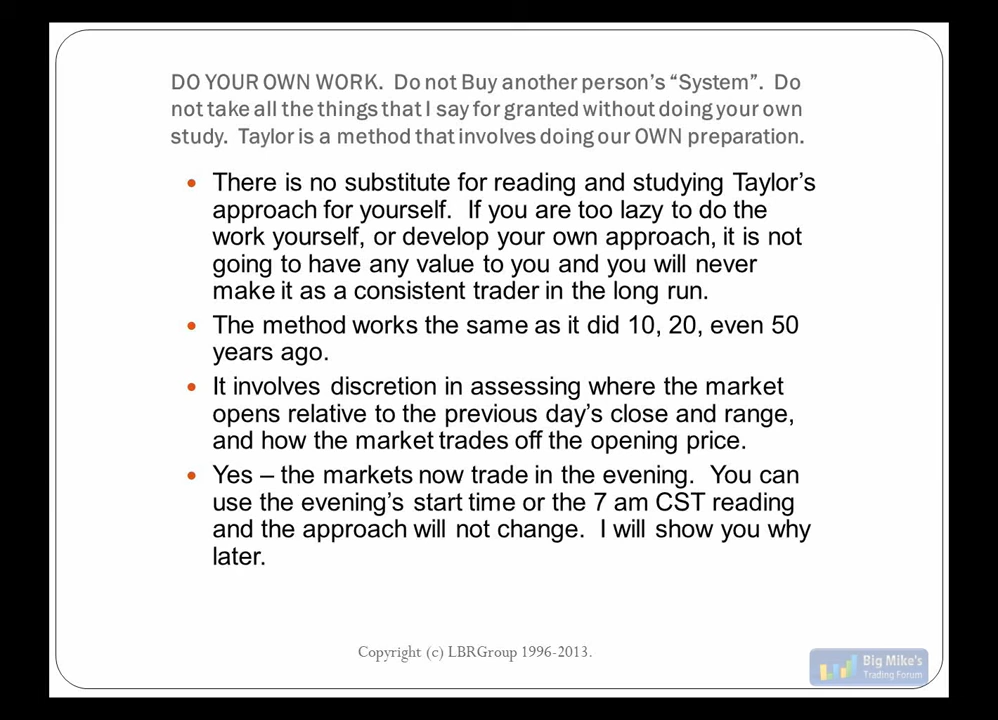 DO YOUR OWN WORK.  Do not Buy another person's “System”.  Do
not take all the things that I say for granted without doing your own
study.  Taylor is a method that involves doing our OWN preparation.
• There is no substitute for reading and studying Taylor's
approach for yourself.  If you are too lazy to do the
work yourself, or develop your own approach, it is not
going to have any value to you and you will never
make it as a consistent trader in the long run.
• The method works the same as it did 10, 20, even 50
years ago.
• It involves discretion in assessing where the market
opens relative to the previous day's close and range,
and how the market trades off the opening price.
• Yes – the markets now trade in the evening.  You can
use the evening's start time or the 7 am CST reading
and the approach will not change.  I will show you why
later.
Copyright (c) LBRGroup 1996-2013.
Big Mike's
Trading Forum